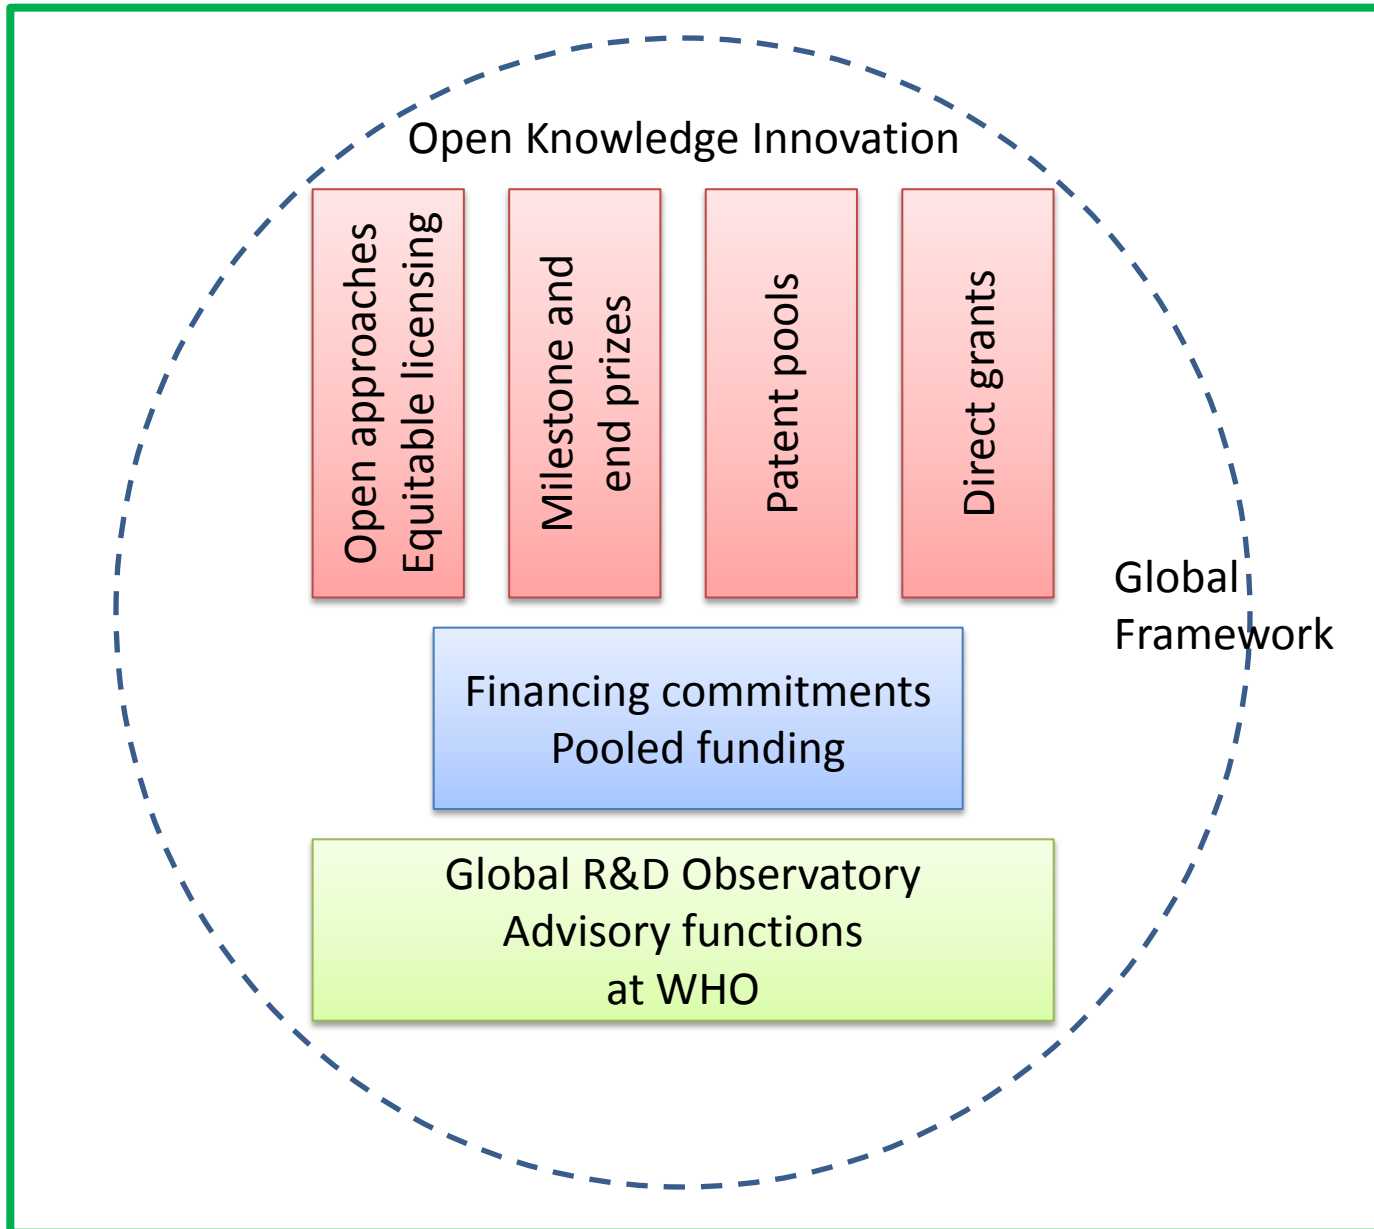 Open Knowledge Innovation
Open approaches
Equitable licensing
Milestone and
end prizes
Patent pools
Direct grants
Global
Framework
Financing commitments
Pooled funding
Global R&D Observatory
Advisory functions
at WHO